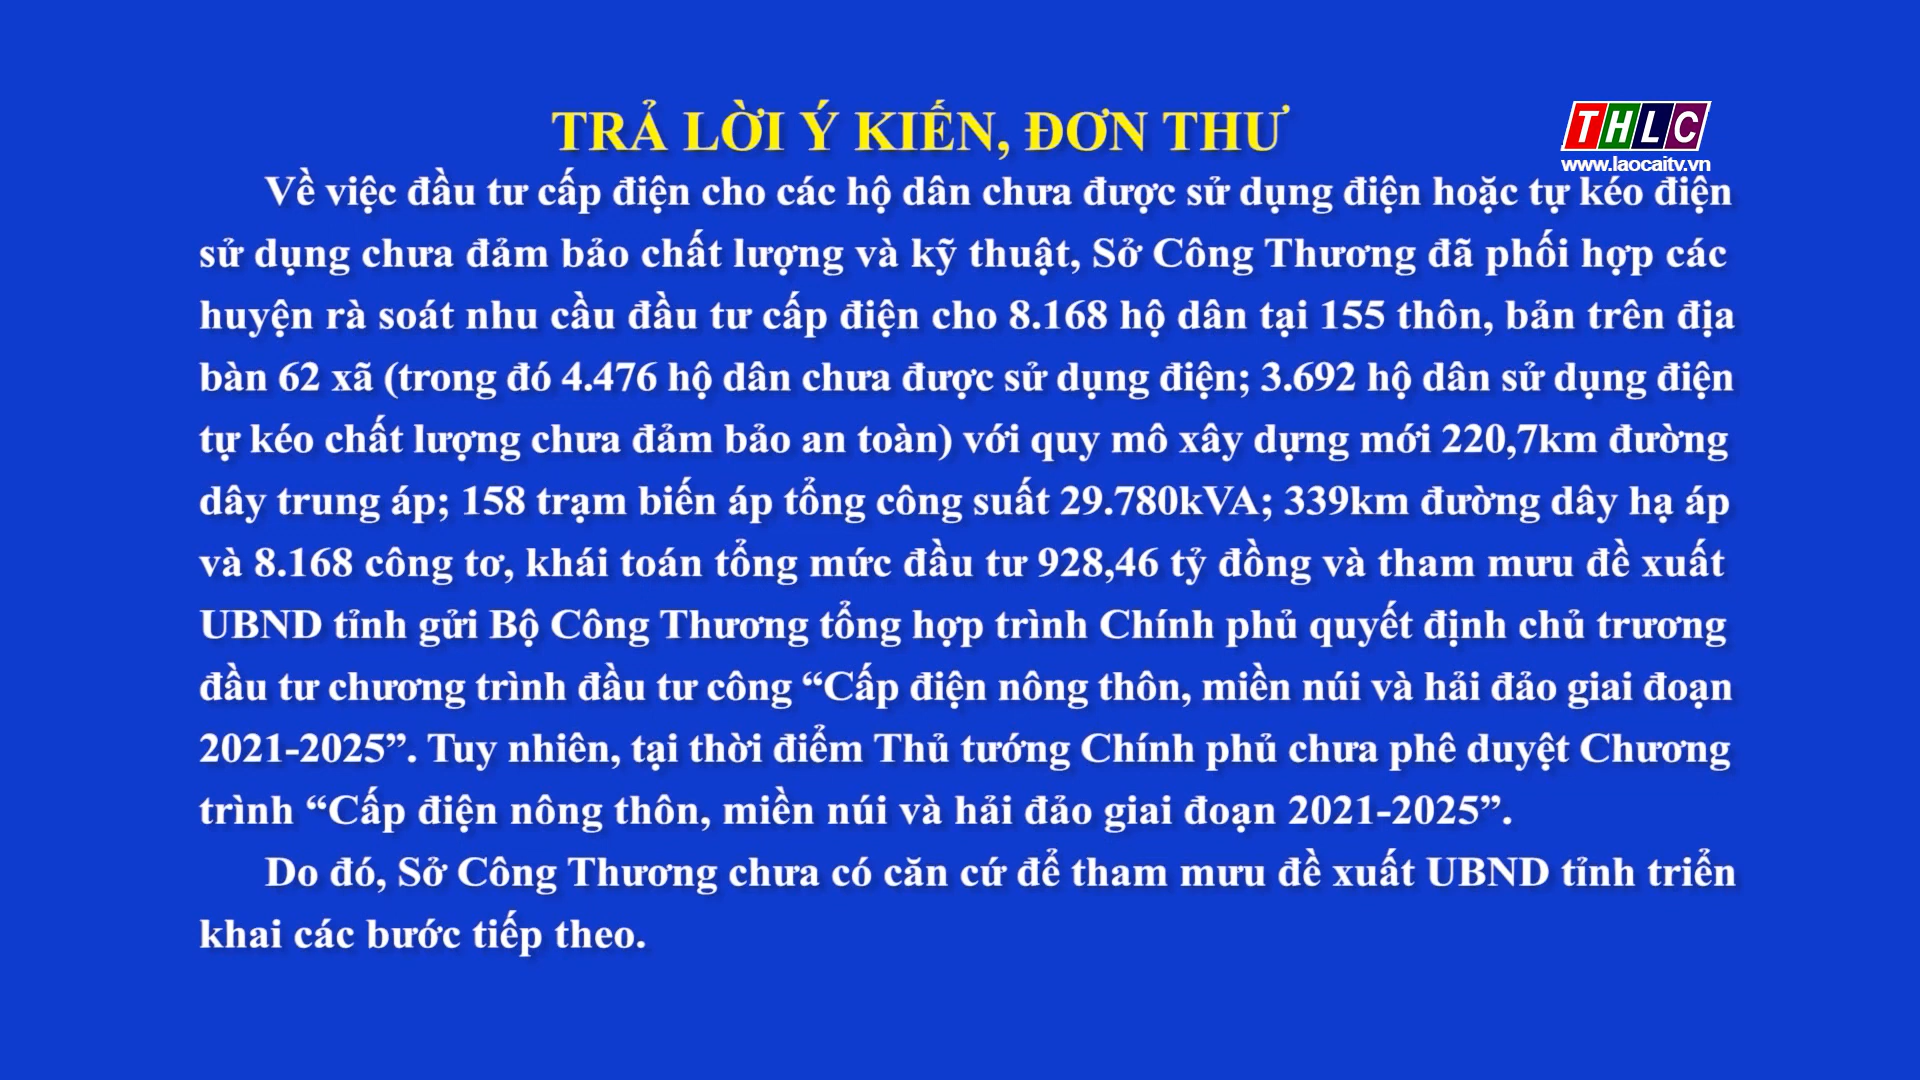 TRẢ LỜI Ý KIẾN, ĐƠN THƯ
THLC
www.laocaitv.vn
Về việc đầu tư cấp điện cho các hộ dân chưa được sử dụng điện hoặc tự kéo điện
sử dụng chưa đảm bảo chất lượng và kỹ thuật, Sở Công Thương đã phối hợp các
huyện rà soát nhu cầu đầu tư cấp điện cho 8.168 hộ dân tại 155 thôn, bản trên địa
bàn 62 xã (trong đó 4.476 hộ dân chưa được sử dụng điện; 3.692 hộ dân sử dụng điện
tự kéo chất lượng chưa đảm bảo an toàn) với quy mô xây dựng mới 220,7km đường
dây trung áp; 158 trạm biến áp tổng công suất 29.780kVA; 339km đường dây hạ áp
và 8.168 công tơ, khái toán tổng mức đầu tư 928,46 tỷ đồng và tham mưu đề xuất
UBND tỉnh gửi Bộ Công Thương tổng hợp trình Chính phủ quyết định chủ trương
đầu tư chương trình đầu tư công “Cấp điện nông thôn, miền núi và hải đảo giai đoạn
2021-2025”. Tuy nhiên, tại thời điểm Thủ tướng Chính phủ chưa phê duyệt Chương
trình “Cấp điện nông thôn, miền núi và hải đảo giai đoạn 2021-2025”.
Do đó, Sở Công Thương chưa có căn cứ để tham mưu đề xuất UBND tỉnh triển
khai các bước tiếp theo.